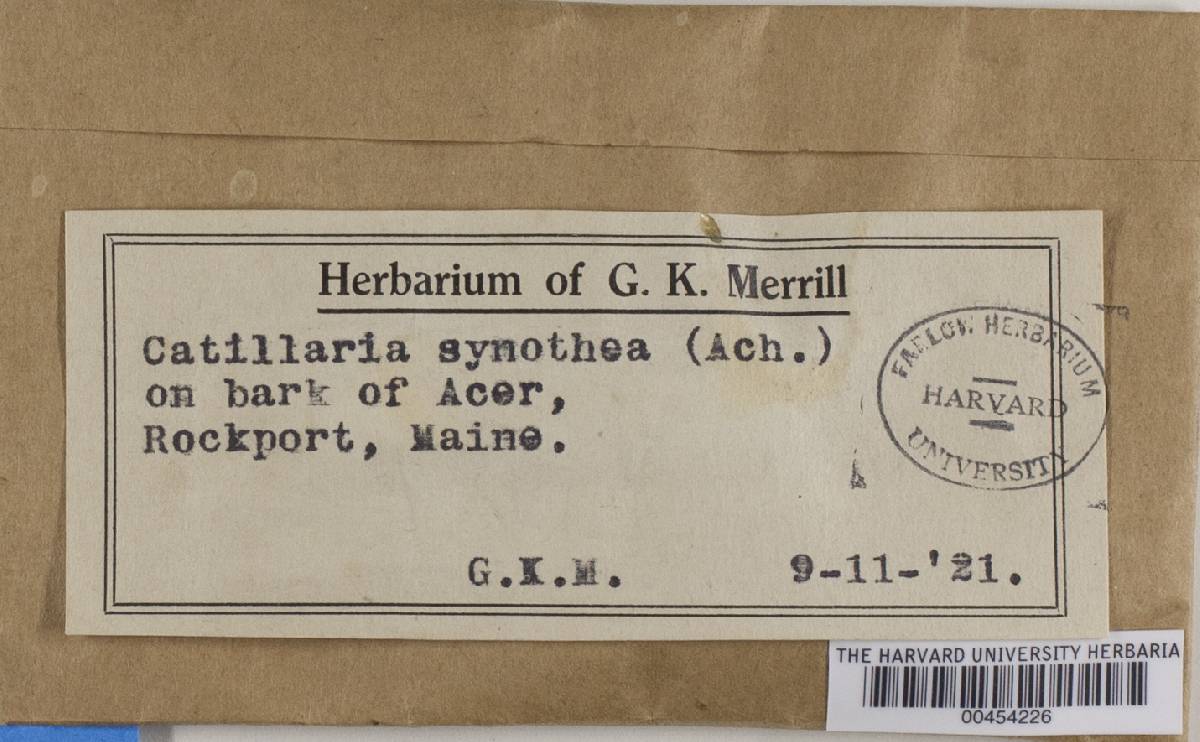 Herbarium of G. K. Merrill
Catillaria synothea (Ach.)
on bark of Acer,
Rockport, Maine.
G.K.M. 9-11-'21.
FARLOW HERBARIUM
HARVARD
UNIVERSITY
THE HARVARD UNIVERSITY HERBARIA
00454226